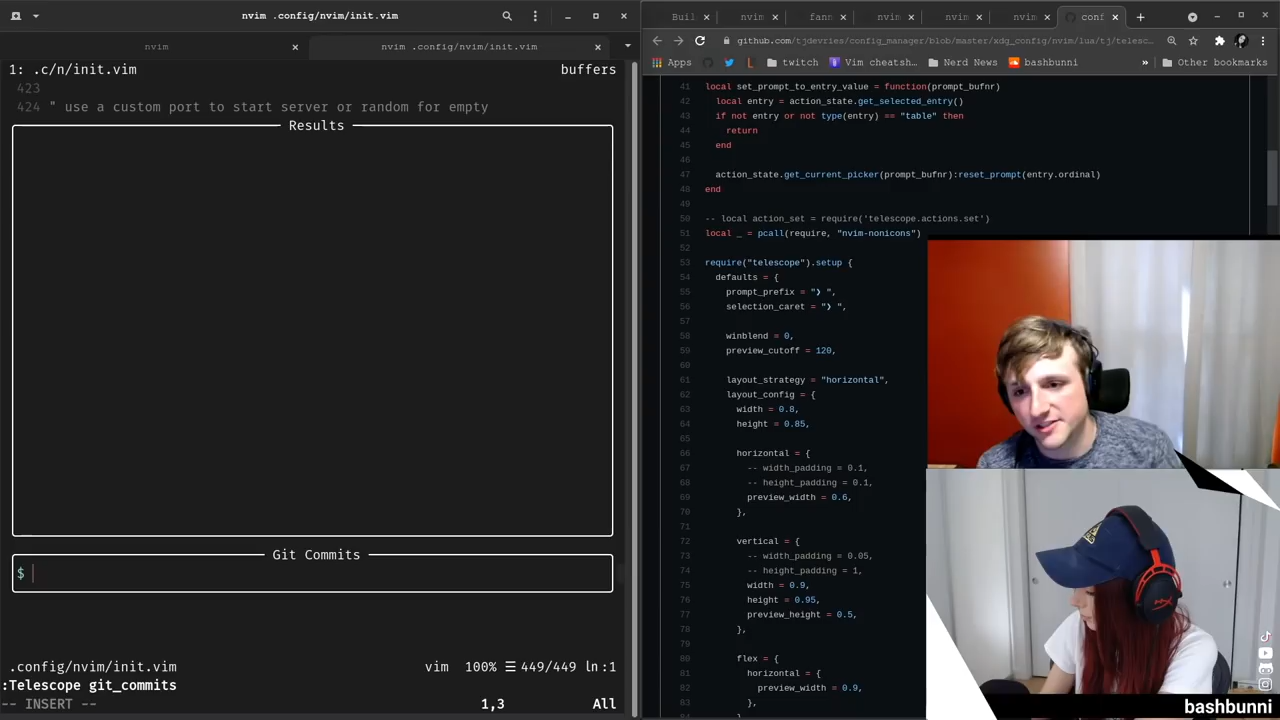 nvim .config/nvim/init.vim
nvim
nvim .config/nvim/init.vim
1: .c/n/init.vim
buffers
423
424 " use a custom port to start server or random for empty
Results
Git Commits
$
.config/nvim/init.vim
vim 100% ☰ 449/449 ln:1
:Telescope git_commits
-- INSERT --
1,3
All
Buil
nvim
fann
nvim
nvim
nvim
conf
github.com/tjdevries/config_manager/blob/master/xdg_config/nvim/lua/tj/telesc...
Apps
twitch
Vim cheatsh...
Nerd News
bashbunni
»
Other bookmarks
41 local set_prompt_to_entry_value = function(prompt_bufnr)
42 local entry = action_state.get_selected_entry()
43 if not entry or not type(entry) == "table" then
44 return
45 end
46
47 action_state.get_current_picker(prompt_bufnr):reset_prompt(entry.ordinal)
48 end
49
50 -- local action_set = require('telescope.actions.set')
51 local _ = pcall(require, "nvim-nonicons")
52
53 require("telescope").setup {
54 defaults = {
55 prompt_prefix = "❯ ",
56 selection_caret = "❯ ",
57
58 winblend = 0,
59 preview_cutoff = 120,
60
61 layout_strategy = "horizontal",
62 layout_config = {
63 width = 0.8,
64 height = 0.85,
65
66 horizontal = {
67 -- width_padding = 0.1,
68 -- height_padding = 0.1,
69 preview_width = 0.6,
70 },
71
72 vertical = {
73 -- width_padding = 0.05,
74 -- height_padding = 1,
75 width = 0.9,
76 height = 0.95,
77 preview_height = 0.5,
78 },
79
80 flex = {
81 horizontal = {
82 preview_width = 0.9,
83 },
bashbunni